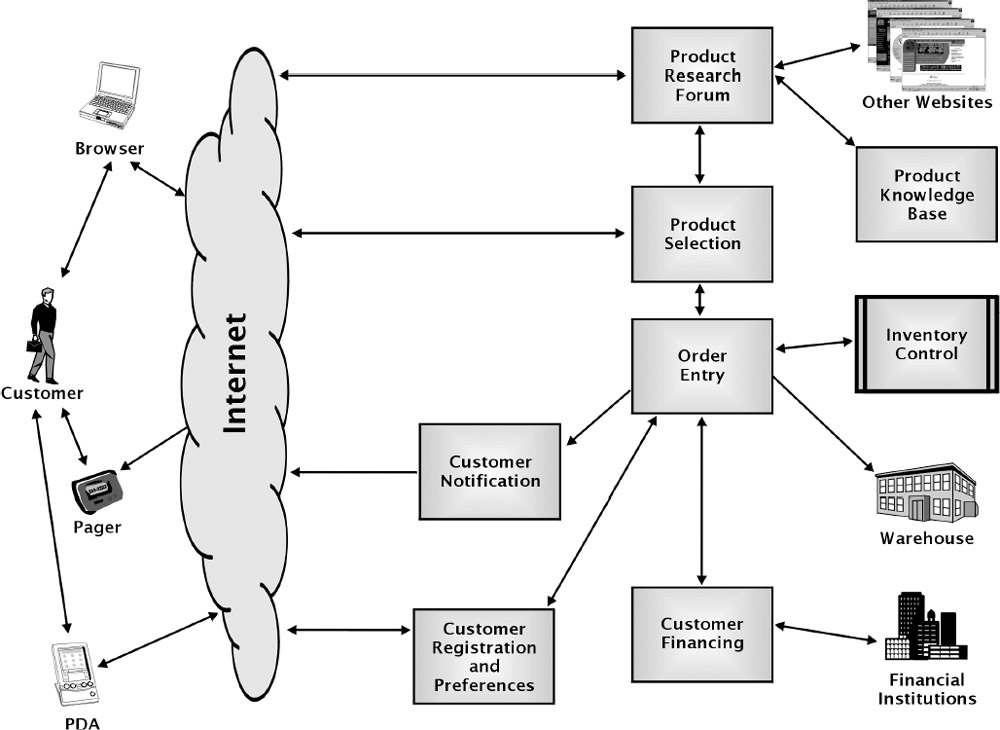 Browser
Customer
Pager
PDA
Internet
Product
Research
Forum
Other Websites
Product
Knowledge
Base
Product
Selection
Order
Entry
Inventory
Control
Customer
Notification
Warehouse
Customer
Registration
and
Preferences
Customer
Financing
Financial
Institutions